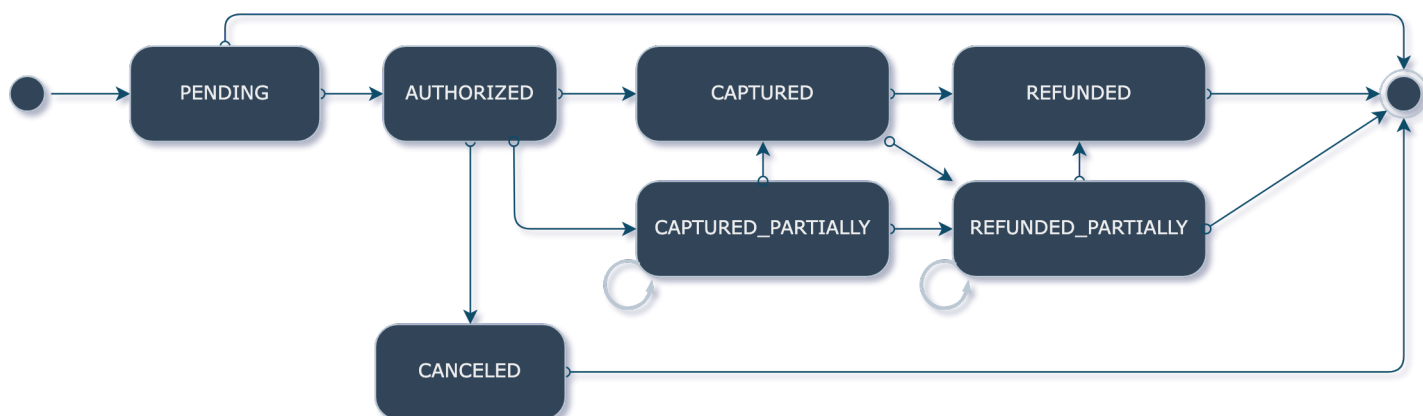 PENDING
AUTHORIZED
CAPTURED
REFUNDED
CAPTURED_PARTIALLY
REFUNDED_PARTIALLY
CANCELED